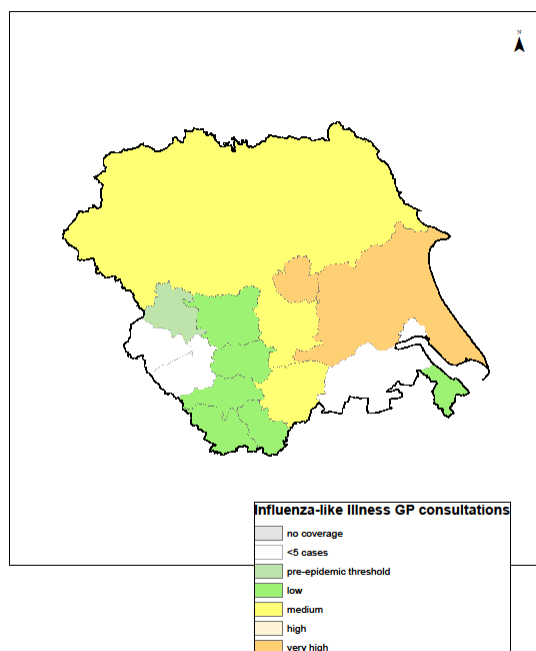 N
Influenza-like Illness GP consultations
no coverage
<5 cases
pre-epidemic threshold
low
medium
high
very high